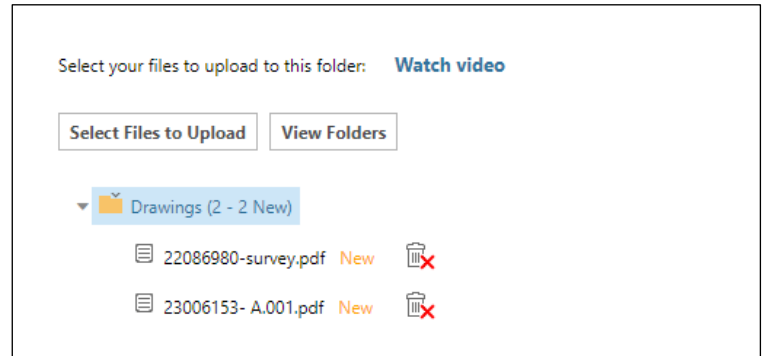 Select your files to upload to this folder: Watch video
Select Files to Upload View Folders
Drawings (2 - 2 New)
22086980-survey.pdf New
23006153- A.001.pdf New